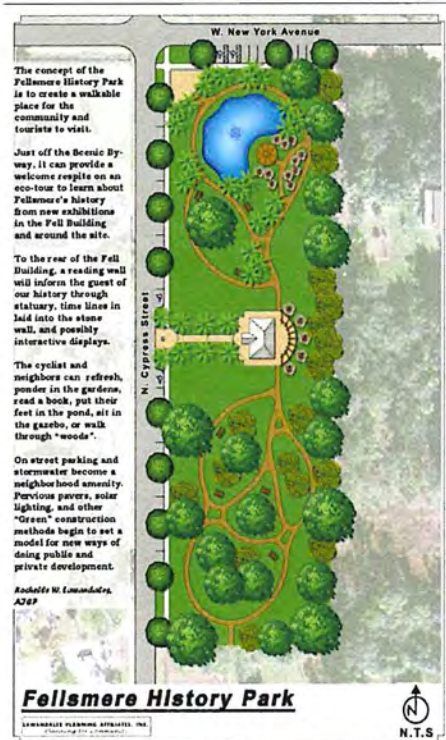 W. New York Avenue
The concept of the
Fellsmere History Park
is to create a walkable
place for the
community and
tourists to visit.
Just off the Scenic By-
way, it can provide a
welcome respite on an
eco-tour to learn about
Fellsmere's history
from new exhibitions
in the Fell Building
and around the site.
To the rear of the Fell
Building, a reading wall
will inform the guest of
our history through
statuary, time lines in
laid into the stone
wall, and possibly
interactive displays.
The cyclist and
neighbors can refresh,
ponder in the gardens,
read a book, put their
feet in the pond, sit in
the gazebo, or walk
through "woods".
On street parking and
stormwater become a
neighborhood amenity.
Pervious pavers, solar
lighting, and other
"Green" construction
methods begin to set a
model for new ways of
doing public and
private development.
Rochelle W. Lawandales,
AICP
N. Cypress Street
Fellsmere History Park
LAWANDALES PLANNING AFFILIATES, INC.
N
N.T.S